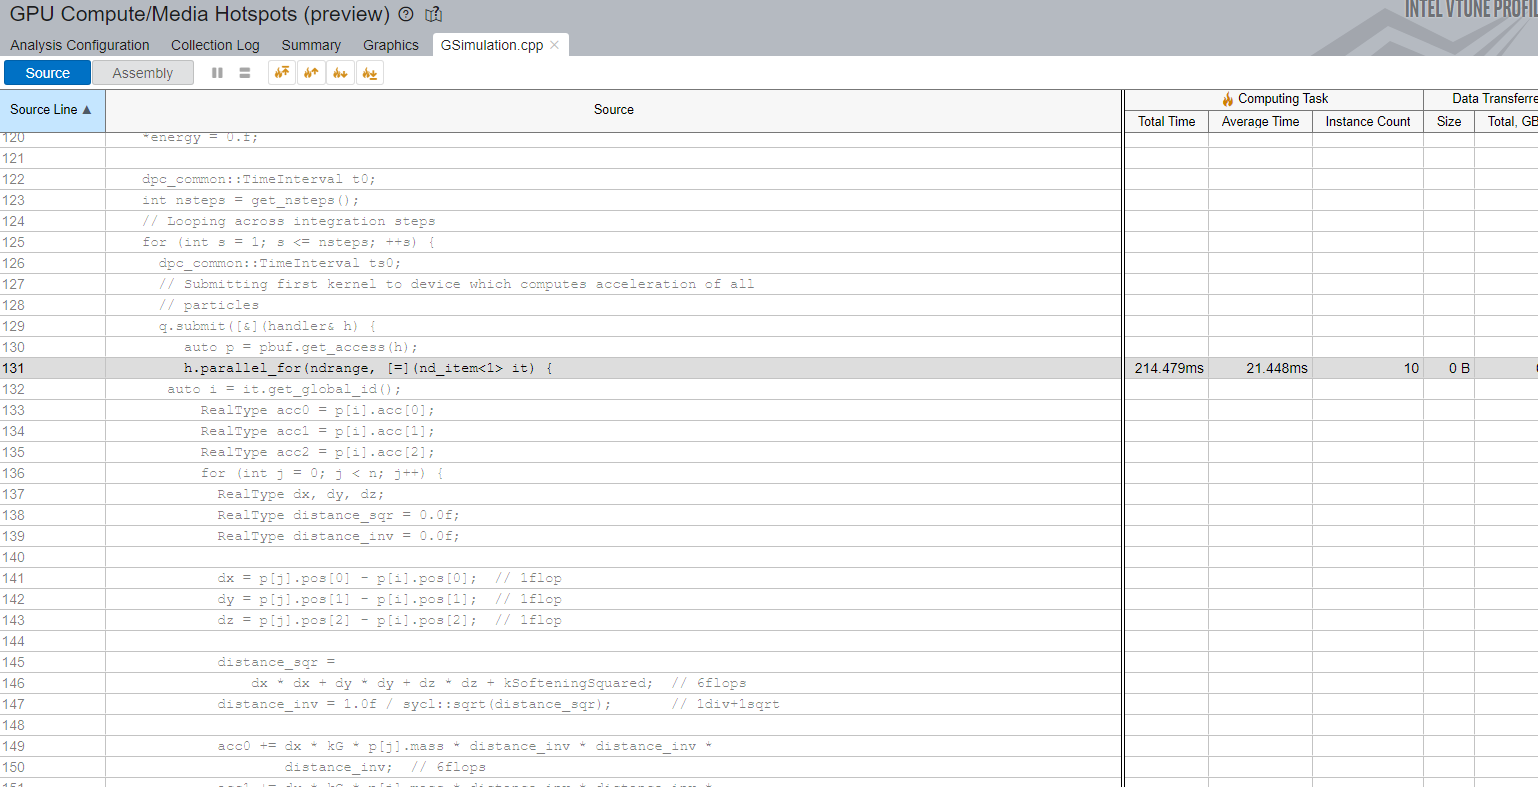 GPU Compute/Media Hotspots (preview)
INTEL VTUNE PROFIL
Analysis Configuration Collection Log Summary Graphics GSimulation.cpp
Source Assembly
Source Line ▲ Source Computing Task Data Transferre
Total Time Average Time Instance Count Size Total, GB
120 *energy = 0.f;
121
122 dpc_common::TimeInterval t0;
123 int nsteps = get_nsteps();
124 // Looping across integration steps
125 for (int s = 1; s <= nsteps; ++s) {
126 dpc_common::TimeInterval ts0;
127 // Submitting first kernel to device which computes acceleration of all
128 // particles
129 q.submit([&](handler& h) {
130 auto p = pbuf.get_access(h);
131 h.parallel_for(ndrange, [=](nd_item<1> it) { 214.479ms 21.448ms 10 0 B
132 auto i = it.get_global_id();
133 RealType acc0 = p[i].acc[0];
134 RealType acc1 = p[i].acc[1];
135 RealType acc2 = p[i].acc[2];
136 for (int j = 0; j < n; j++) {
137 RealType dx, dy, dz;
138 RealType distance_sqr = 0.0f;
139 RealType distance_inv = 0.0f;
140
141 dx = p[j].pos[0] - p[i].pos[0]; // 1flop
142 dy = p[j].pos[1] - p[i].pos[1]; // 1flop
143 dz = p[j].pos[2] - p[i].pos[2]; // 1flop
144
145 distance_sqr =
146 dx * dx + dy * dy + dz * dz + kSofteningSquared; // 6flops
147 distance_inv = 1.0f / sycl::sqrt(distance_sqr); // 1div+1sqrt
148
149 acc0 += dx * kG * p[j].mass * distance_inv * distance_inv *
150 distance_inv; // 6flops